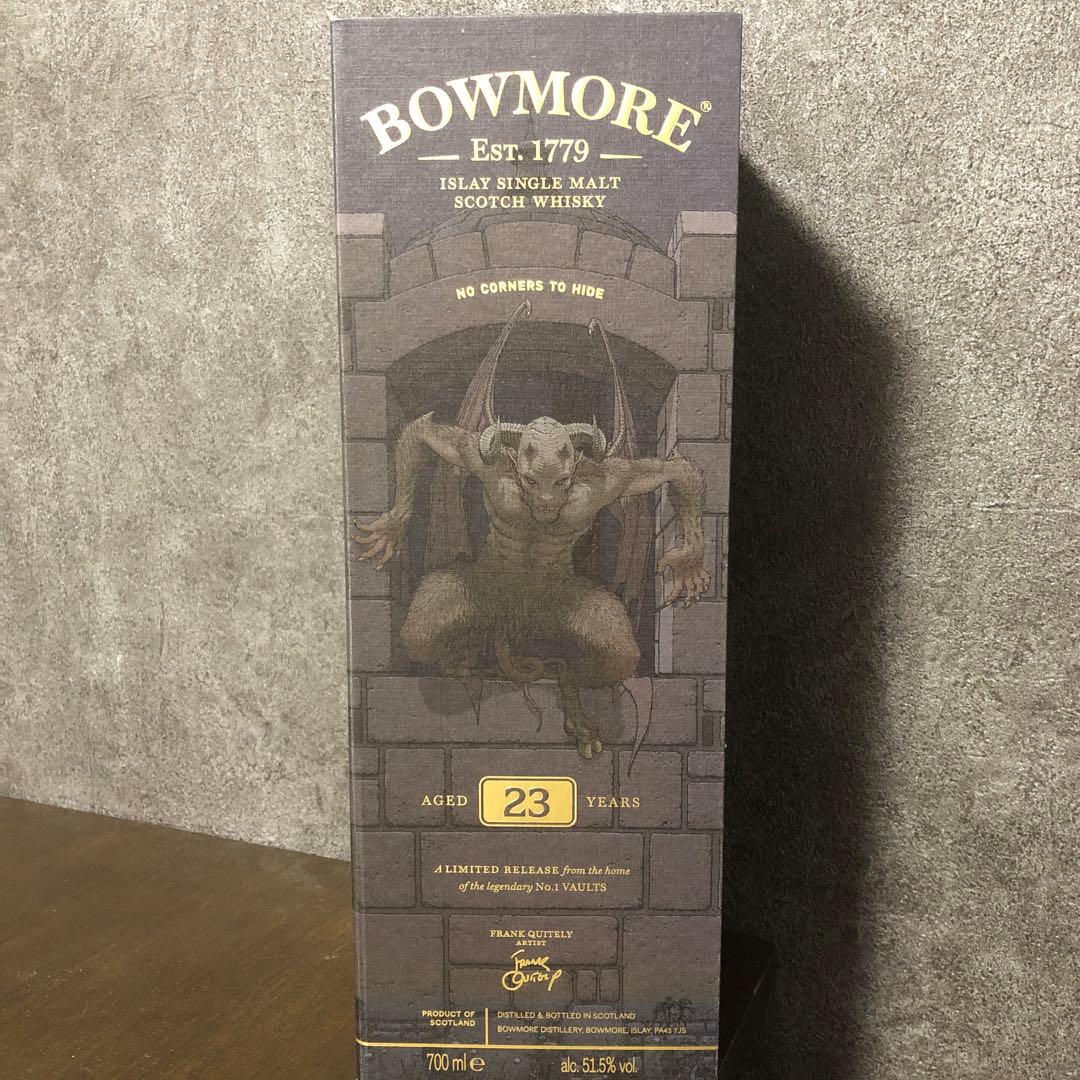 BOWMORE®
EST. 1779
ISLAY SINGLE MALT
SCOTCH WHISKY
NO CORNERS TO HIDE
AGED 23 YEARS
A LIMITED RELEASE from the home
of the legendary No.1 VAULTS
FRANK QUITELY
ARTIST
Frank
Quitely
PRODUCT OF
SCOTLAND
DISTILLED & BOTTLED IN SCOTLAND
BOWMORE DISTILLERY, BOWMORE, ISLAY, PA43 7JS
700 ml e
alc. 51.5% vol.